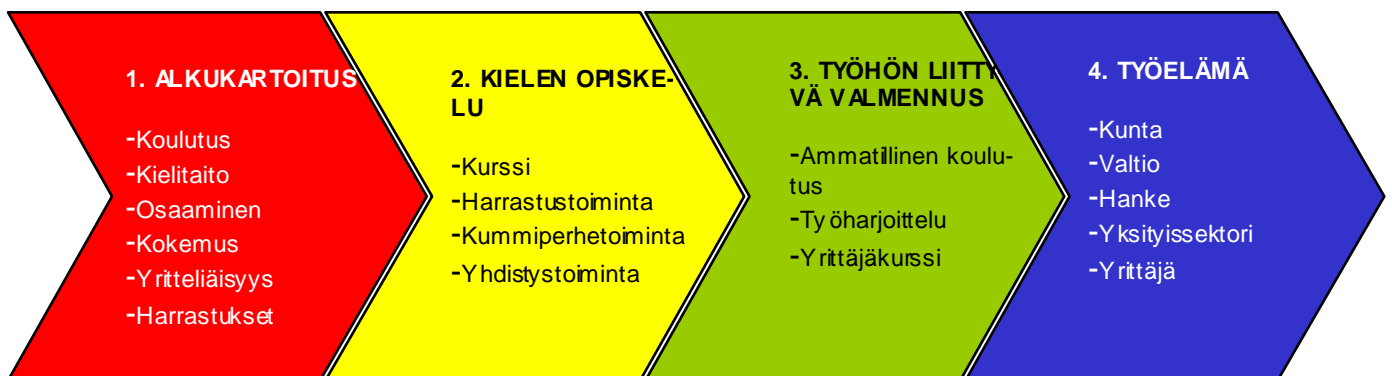 1. ALKUKARTOITUS
-Koulutus
-Kielitaito
-Osaaminen
-Kokemus
-Yritteliäisyys
-Harrastukset
2. KIELEN OPISKE-
LU
-Kurssi
-Harrastustoiminta
-Kummiperhetoiminta
-Yhdistystoiminta
3. TYÖHÖN LIITTY
VÄ VALMENNUS
-Ammatillinen koulu-
tus
-Työharjoittelu
-Yrittäjäkurssi
4. TYÖELÄMÄ
-Kunta
-Valtio
-Hanke
-Yksityissektori
-Yrittäjä